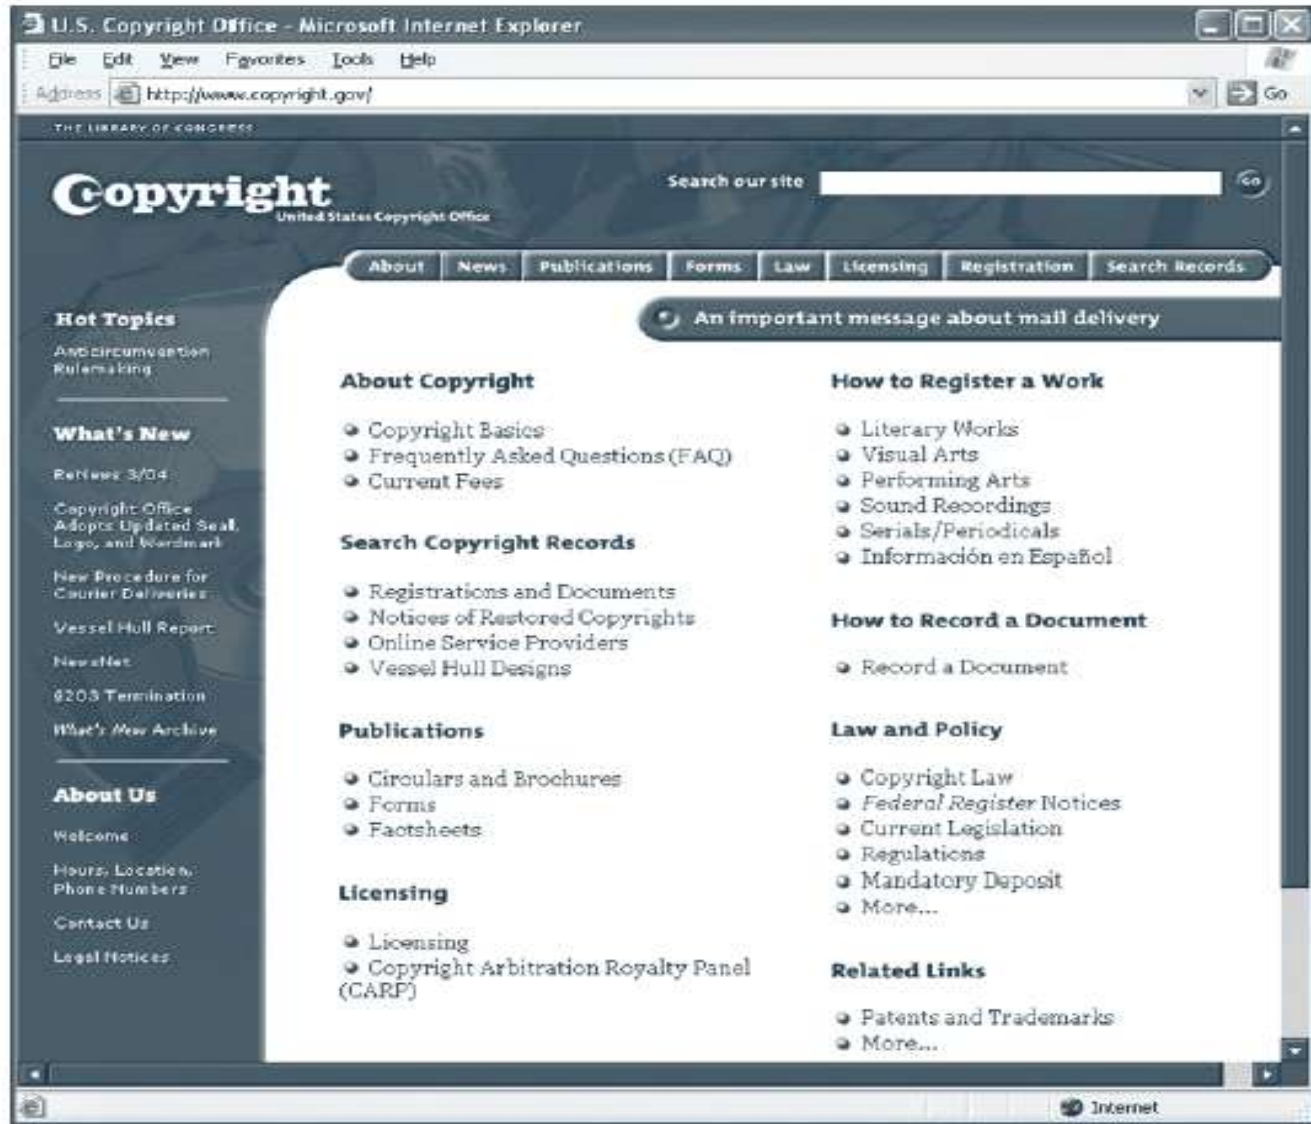 U.S. Copyright Office - Microsoft Internet Explorer
File Edit View Favorites Tools Help
Address http://www.copyright.gov/ Go
THE LIBRARY OF CONGRESS
Copyright
United States Copyright Office
Search our site Go
About News Publications Forms Law Licensing Registration Search Records
An important message about mail delivery
Hot Topics
Anticircumvention
Rulemaking
What's New
ReNews 3/04
Copyright Office
Adopts Updated Seal,
Logo, and Wordmark
New Procedure for
Courier Deliveries
Vessel Hull Report
NewsNet
§203 Termination
What's New Archive
About Us
Welcome
Hours, Location,
Phone Numbers
Contact Us
Legal Notices
About Copyright
Copyright Basics
Frequently Asked Questions (FAQ)
Current Fees
Search Copyright Records
Registrations and Documents
Notices of Restored Copyrights
Online Service Providers
Vessel Hull Designs
Publications
Circulars and Brochures
Forms
Factsheets
Licensing
Licensing
Copyright Arbitration Royalty Panel
(CARP)
How to Register a Work
Literary Works
Visual Arts
Performing Arts
Sound Recordings
Serials/Periodicals
Información en Español
How to Record a Document
Record a Document
Law and Policy
Copyright Law
Federal Register Notices
Current Legislation
Regulations
Mandatory Deposit
More...
Related Links
Patents and Trademarks
More...
Internet